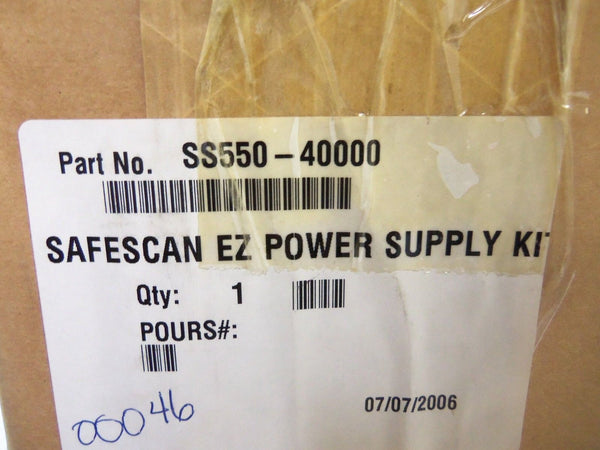 Part No. SS550-40000
SAFESCAN EZ POWER SUPPLY KIT
Qty: 1
POURS#:
00046
07/07/2006